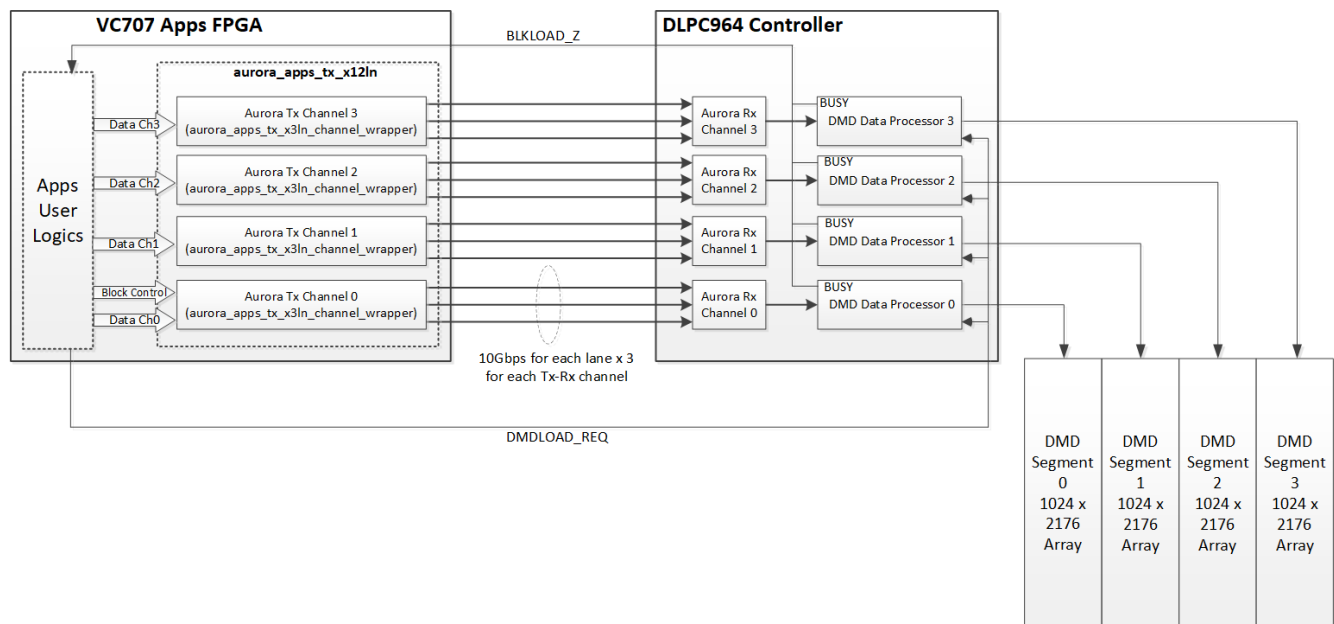 VC707 Apps FPGA
DLPC964 Controller
BLKLOAD_Z
aurora_apps_tx_x12ln
Apps
User
Logics
Data Ch3
Aurora Tx Channel 3
(aurora_apps_tx_x3ln_channel_wrapper)
Aurora Rx
Channel 3
BUSY
DMD Data Processor 3
Data Ch2
Aurora Tx Channel 2
(aurora_apps_tx_x3ln_channel_wrapper)
Aurora Rx
Channel 2
BUSY
DMD Data Processor 2
Data Ch1
Aurora Tx Channel 1
(aurora_apps_tx_x3ln_channel_wrapper)
Aurora Rx
Channel 1
BUSY
DMD Data Processor 1
Block Control
Data Ch0
Aurora Tx Channel 0
(aurora_apps_tx_x3ln_channel_wrapper)
Aurora Rx
Channel 0
BUSY
DMD Data Processor 0
10Gbps for each lane x 3
for each Tx-Rx channel
DMDLOAD_REQ
DMD
Segment
0
1024 x
2176
Array
DMD
Segment
1
1024 x
2176
Array
DMD
Segment
2
1024 x
2176
Array
DMD
Segment
3
1024 x
2176
Array